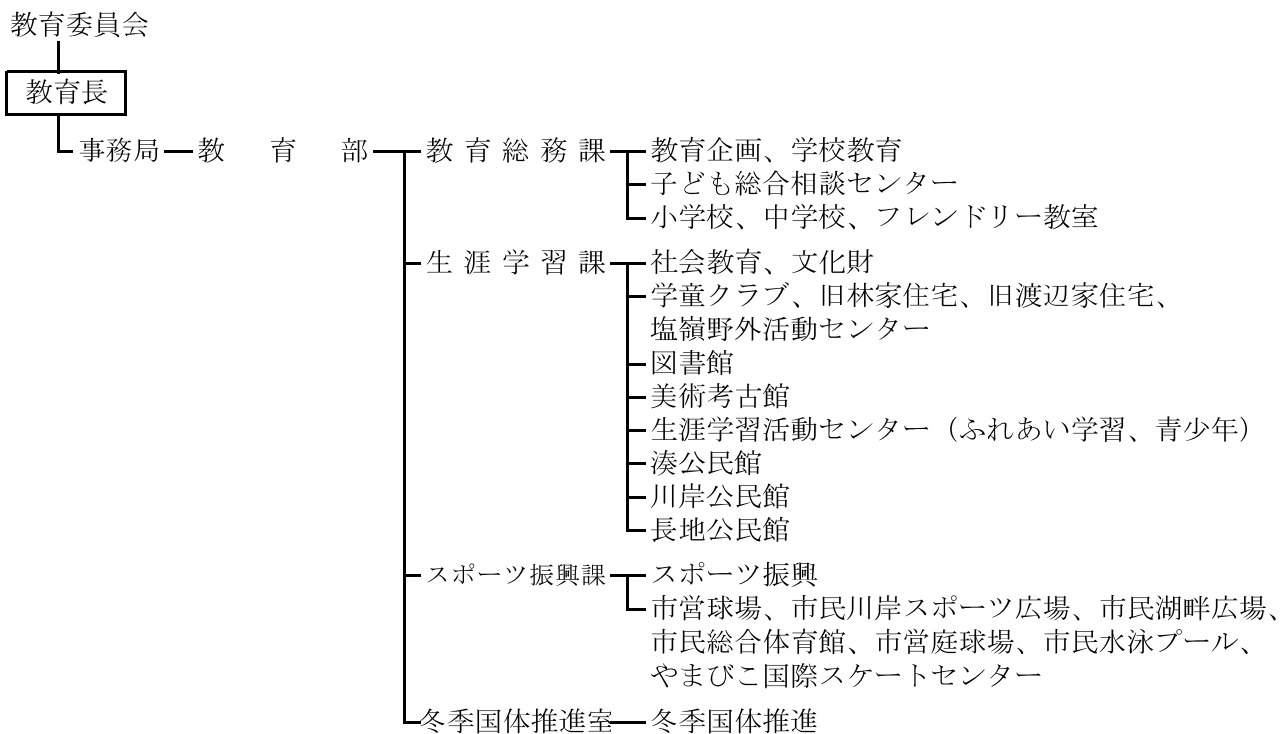 教育委員会
教育長
事務局 教育部 教育総務課 教育企画、学校教育
子ども総合相談センター
小学校、中学校、フレンドリー教室
生涯学習課 社会教育、文化財
学童クラブ、旧林家住宅、旧渡辺家住宅、
塩嶺野外活動センター
図書館
美術考古館
生涯学習活動センター（ふれあい学習、青少年）
湊公民館
川岸公民館
長地公民館
スポーツ振興課 スポーツ振興
市営球場、市民川岸スポーツ広場、市民湖畔広場、
市民総合体育館、市営庭球場、市民水泳プール、
やまびこ国際スケートセンター
冬季国体推進室 冬季国体推進